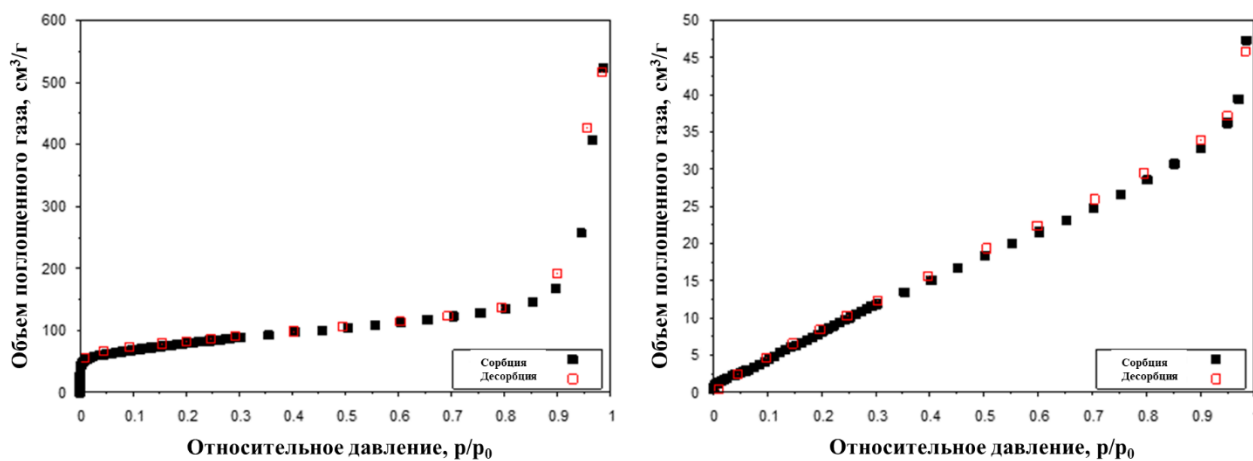 Объем поглощенного газа, см³/г
600
500
400
300
200
100
0
0 0.1 0.2 0.3 0.4 0.5 0.6 0.7 0.8 0.9 1
Относительное давление, p/p₀
Сорбция
Десорбция
Объем поглощенного газа, см³/г
50
45
40
35
30
25
20
15
10
5
0
0 0.1 0.2 0.3 0.4 0.5 0.6 0.7 0.8 0.9
Относительное давление, p/p₀
Сорбция
Десорбция